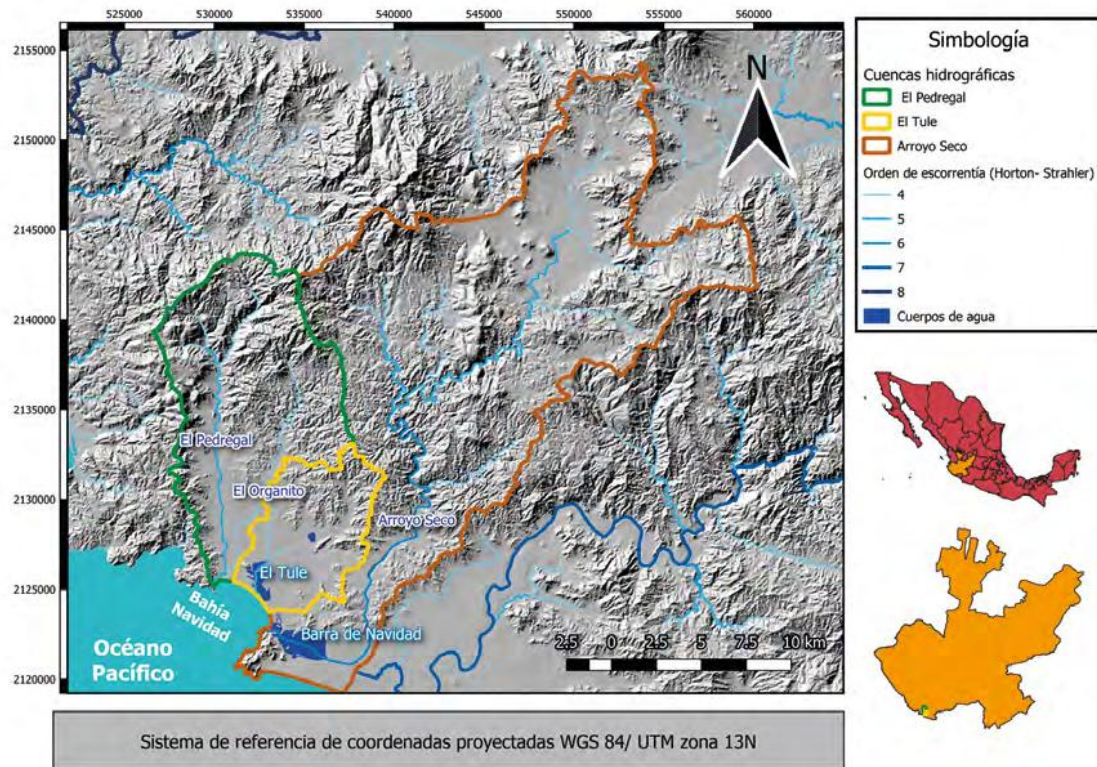 525000 530000 535000 540000 545000 550000 555000 560000
2155000
2150000
2145000
2140000
2135000
2130000
2125000
2120000
N
El Pedregal
El Organito
Arroyo Seco
El Tule
Bahía
Navidad
Barra de Navidad
Océano
Pacífico
2.5 0 2.5 5 7.5 10 km
Simbología
Cuencas hidrográficas
El Pedregal
El Tule
Arroyo Seco
Orden de escorrentía (Horton- Strahler)
4
5
6
7
8
Cuerpos de agua
Sistema de referencia de coordenadas proyectadas WGS 84/ UTM zona 13N